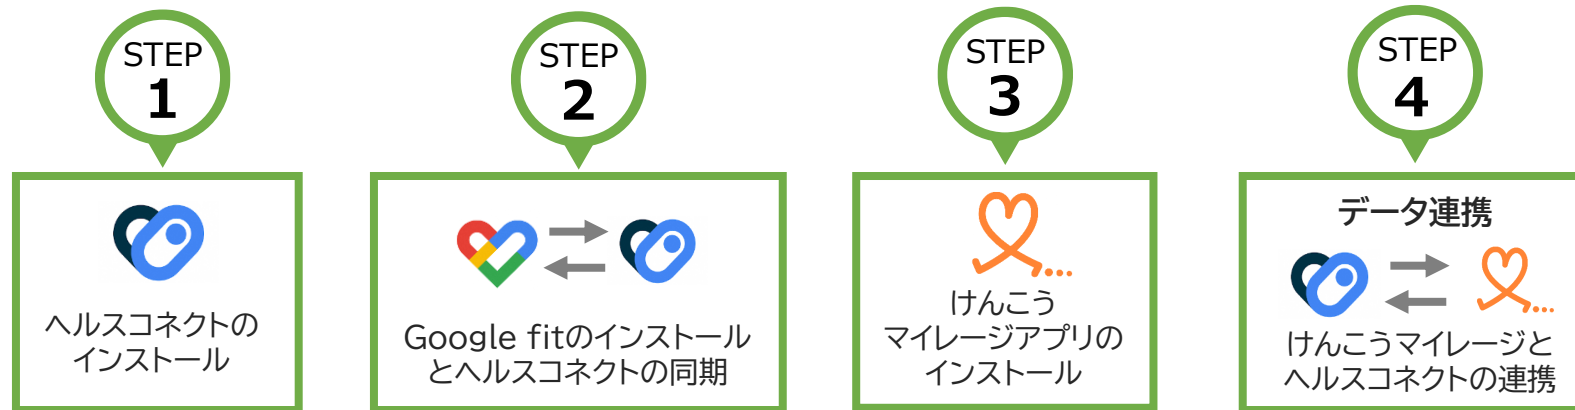 STEP
1
ヘルスコネクトの
インストール
STEP
2
Google fitのインストール
とヘルスコネクトの同期
STEP
3
けんこう
マイレージアプリの
インストール
STEP
4
データ連携
けんこうマイレージと
ヘルスコネクトの連携